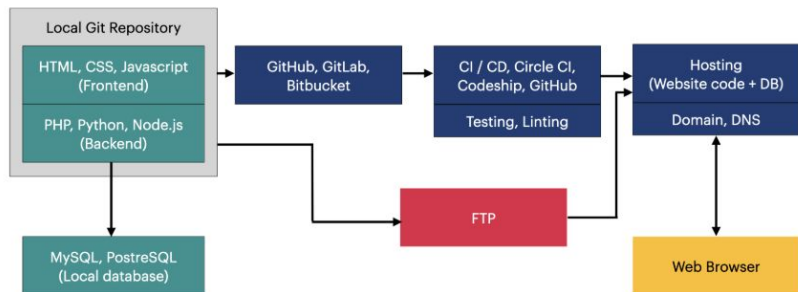 Local Git Repository
HTML, CSS, Javascript
(Frontend)
PHP, Python, Node.js
(Backend)
MySQL, PostreSQL
(Local database)
GitHub, GitLab,
Bitbucket
CI / CD, Circle CI,
Codeship, GitHub
Testing, Linting
FTP
Hosting
(Website code + DB)
Domain, DNS
Web Browser